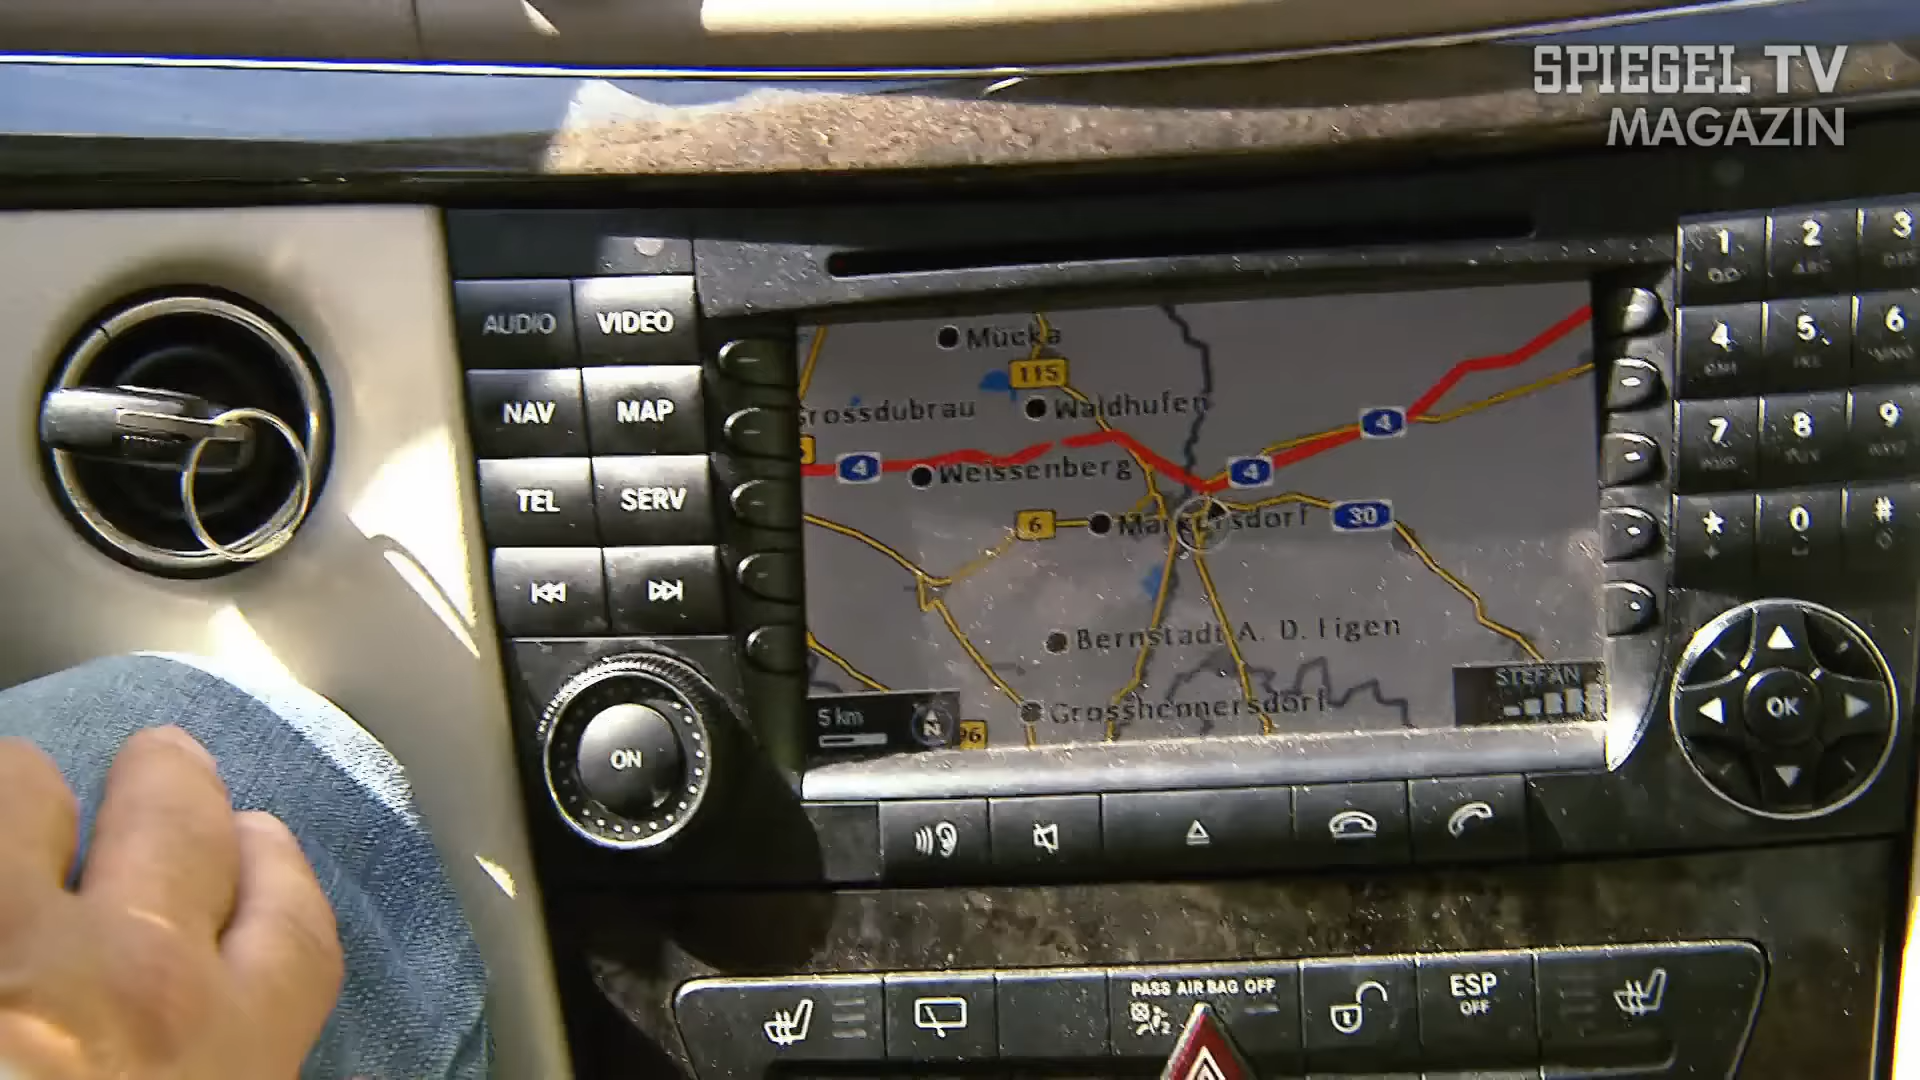 SPIEGEL TV
MAGAZIN
AUDIO
VIDEO
NAV
MAP
TEL
SERV
ON
Mücka
115
Waldhufen
4
4
4
Weissenberg
6
30
Bernstadt A. D. Eigen
Grosshennersdorf
96
5 km
N
STEFAN
1
2
ABC
3
4
GHI
5
6
7
8
9
*
0
#
OK
PASS AIR BAG OFF
ESP
OFF